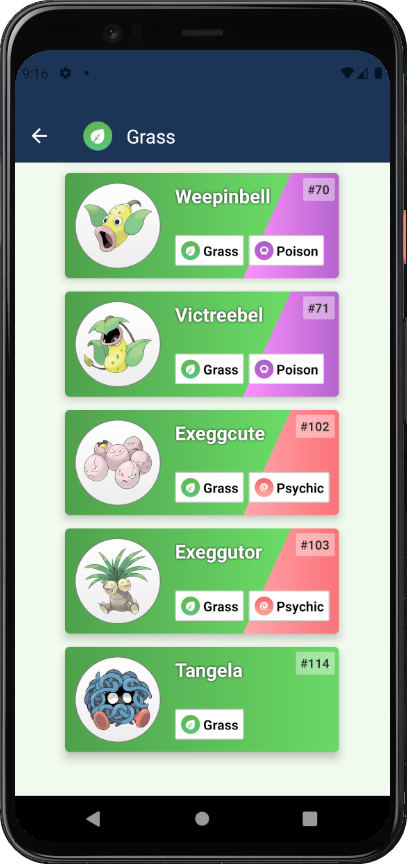 9:16
Grass
Weepinbell
#70
Grass
Poison
Victreebel
#71
Grass
Poison
Exeggcute
#102
Grass
Psychic
Exeggutor
#103
Grass
Psychic
Tangela
#114
Grass